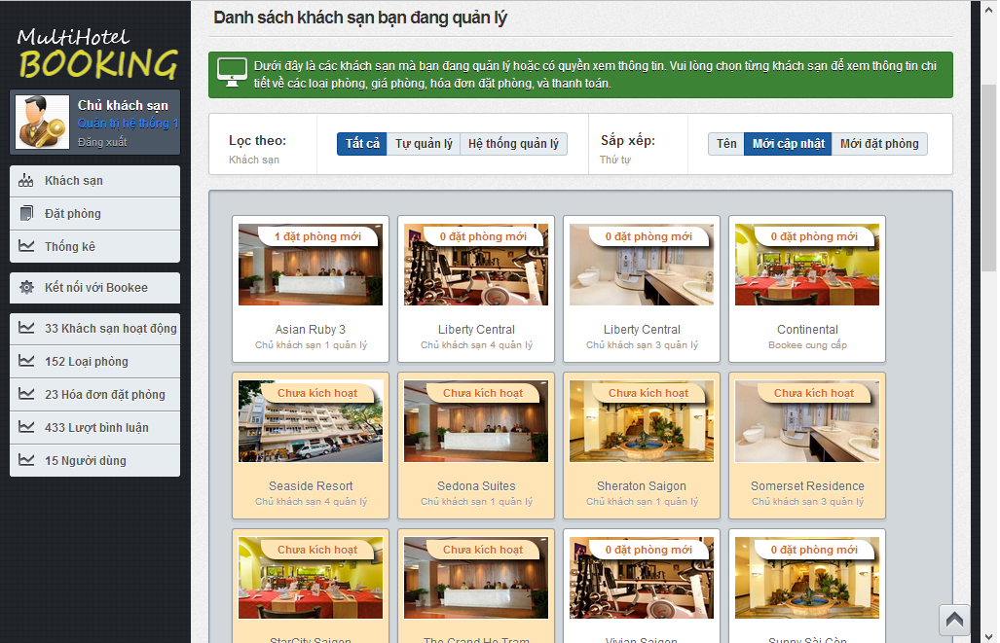 MultiHotel
BOOKING
Chủ khách sạn
Quản trị hệ thống 1
Đăng xuất
Khách sạn
Đặt phòng
Thống kê
Kết nối với Bookee
33 Khách sạn hoạt động
152 Loại phòng
23 Hóa đơn đặt phòng
433 Lượt bình luận
15 Người dùng
Danh sách khách sạn bạn đang quản lý
Dưới đây là các khách sạn mà bạn đang quản lý hoặc có quyền xem thông tin. Vui lòng chọn từng khách sạn để xem thông tin chi
tiết về các loại phòng, giá phòng, hóa đơn đặt phòng, và thanh toán.
Lọc theo:
Khách sạn
Tất cả Tự quản lý Hệ thống quản lý
Sắp xếp:
Thứ tự
Tên Mới cập nhật Mới đặt phòng
1 đặt phòng mới
Asian Ruby 3
Chủ khách sạn 1 quản lý
0 đặt phòng mới
Liberty Central
Chủ khách sạn 4 quản lý
0 đặt phòng mới
Liberty Central
Chủ khách sạn 3 quản lý
0 đặt phòng mới
Continental
Bookee cung cấp
Chưa kích hoạt
Seaside Resort
Chủ khách sạn 4 quản lý
Chưa kích hoạt
Sedona Suites
Chủ khách sạn 1 quản lý
Chưa kích hoạt
Sheraton Saigon
Chủ khách sạn 1 quản lý
Chưa kích hoạt
Somerset Residence
Chủ khách sạn 3 quản lý
Chưa kích hoạt
StarCity Saigon
Chưa kích hoạt
The Grand Ho Tram
0 đặt phòng mới
Vivian Saigon
0 đặt phòng mới
Sunny Sài Gòn